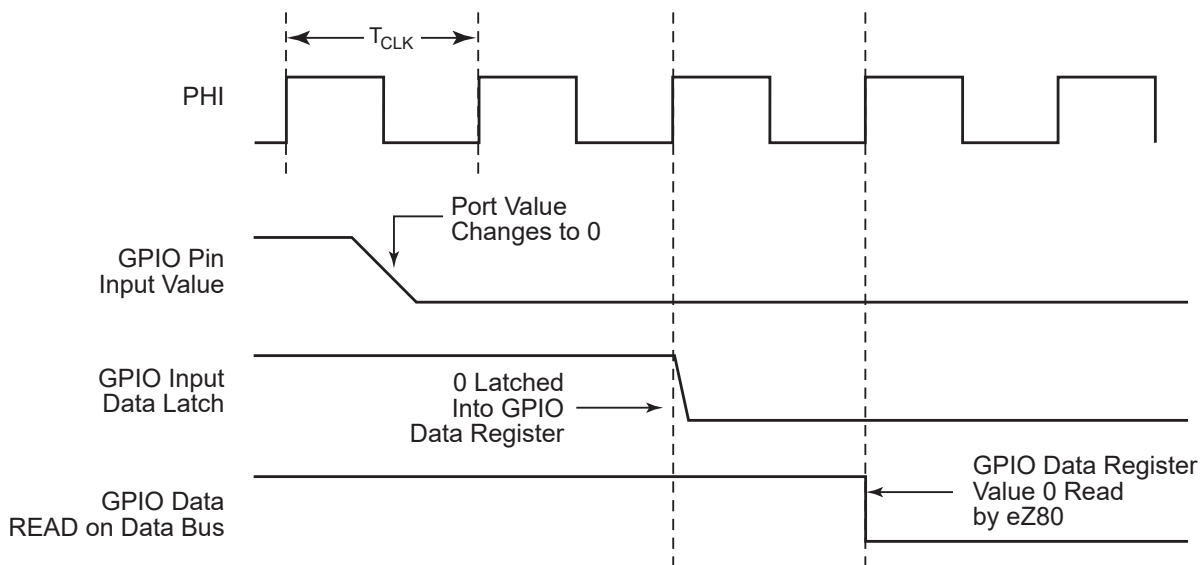 TCLK
PHI
Port Value
Changes to 0
GPIO Pin
Input Value
GPIO Input
Data Latch
0 Latched
Into GPIO
Data Register
GPIO Data Register
Value 0 Read
by eZ80
GPIO Data
READ on Data Bus